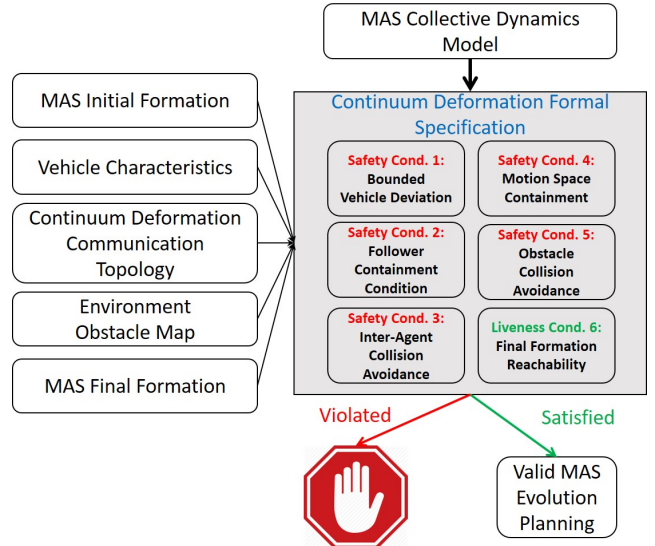 MAS Collective Dynamics
Model
MAS Initial Formation
Vehicle Characteristics
Continuum Deformation
Communication
Topology
Environment
Obstacle Map
MAS Final Formation
Continuum Deformation Formal
Specification
Safety Cond. 1:
Bounded
Vehicle Deviation
Safety Cond. 4:
Motion Space
Containment
Safety Cond. 2:
Follower
Containment
Condition
Safety Cond. 5:
Obstacle
Collision
Avoidance
Safety Cond. 3:
Inter-Agent
Collision
Avoidance
Liveness Cond. 6:
Final Formation
Reachability
Violated
Satisfied
Valid MAS
Evolution
Planning